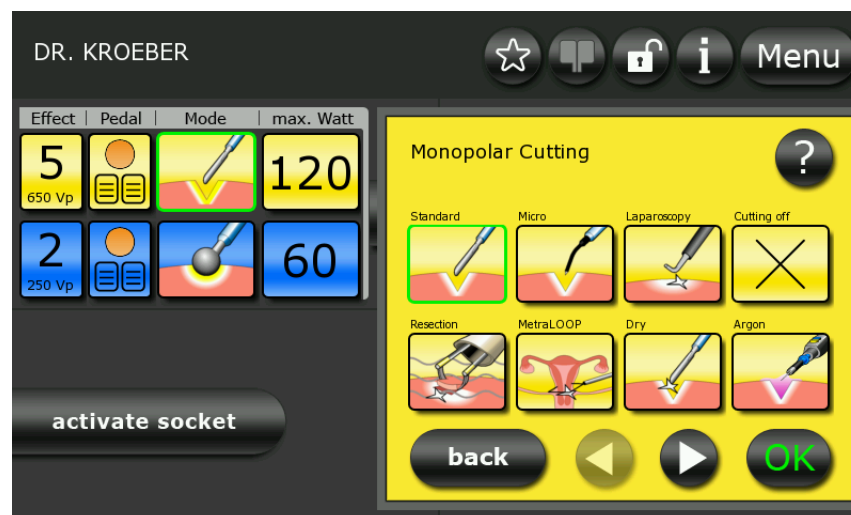 DR. KROEBER
i
Menu
Effect | Pedal | Mode | max. Watt
5
650 Vp
120
2
250 Vp
60
Monopolar Cutting
?
Standard Micro Laparoscopy Cutting off
Resection MetraLOOP Dry Argon
activate socket
back
OK